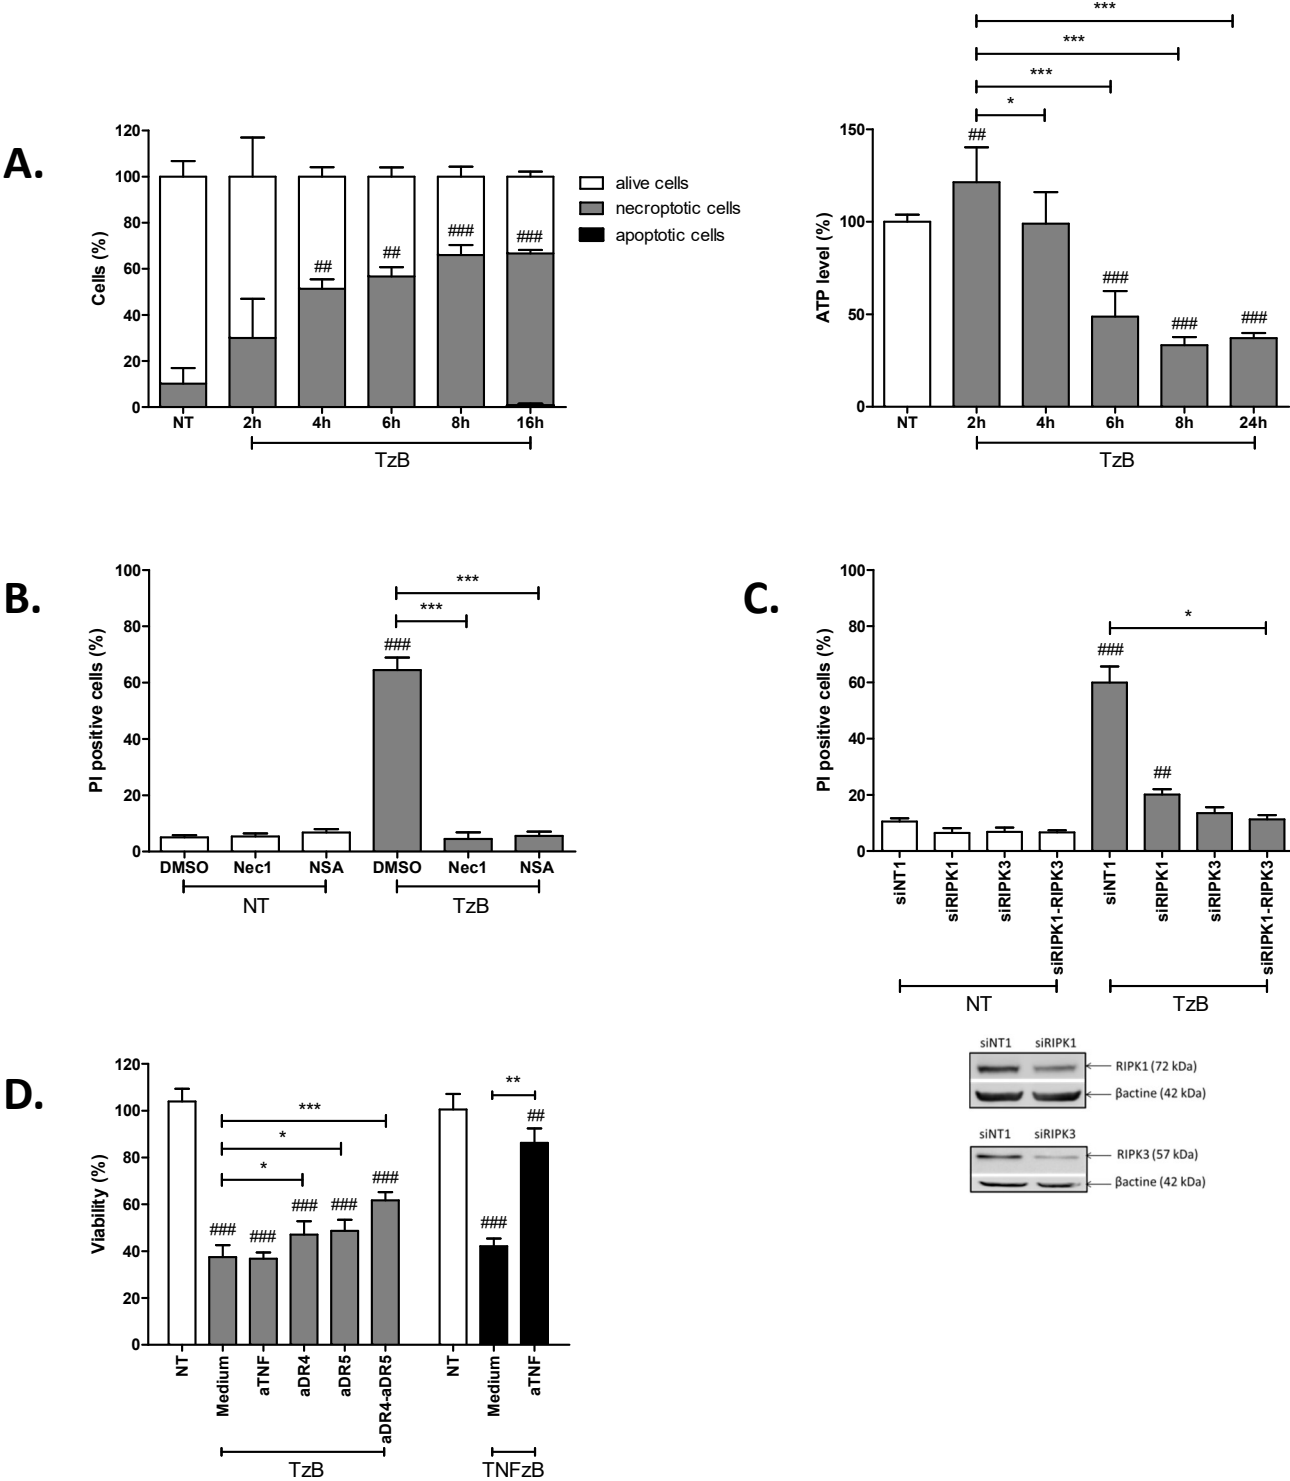 A.
Cells (%)
120
100
80
60
40
20
0
##
##
###
###
NT
2h
4h
6h
8h
16h
TzB
alive cells
necroptotic cells
apoptotic cells
ATP level (%)
150
100
50
0
***
***
***
*
##
###
###
###
NT
2h
4h
6h
8h
24h
TzB
B.
PI positive cells (%)
100
80
60
40
20
0
***
***
###
DMSO
Nec1
NSA
DMSO
Nec1
NSA
NT
TzB
C.
PI positive cells (%)
100
80
60
40
20
0
*
###
##
siNT1
siRIPK1
siRIPK3
siRIPK1-RIPK3
siNT1
siRIPK1
siRIPK3
siRIPK1-RIPK3
NT
TzB
siNT1 siRIPK1
RIPK1 (72 kDa)
βactine (42 kDa)
siNT1 siRIPK3
RIPK3 (57 kDa)
βactine (42 kDa)
D.
Viability (%)
120
100
80
60
40
20
0
***
*
*
###
###
###
###
###
**
###
##
NT
Medium
aTNF
aDR4
aDR5
aDR4-aDR5
NT
Medium
aTNF
TzB
TNFzB